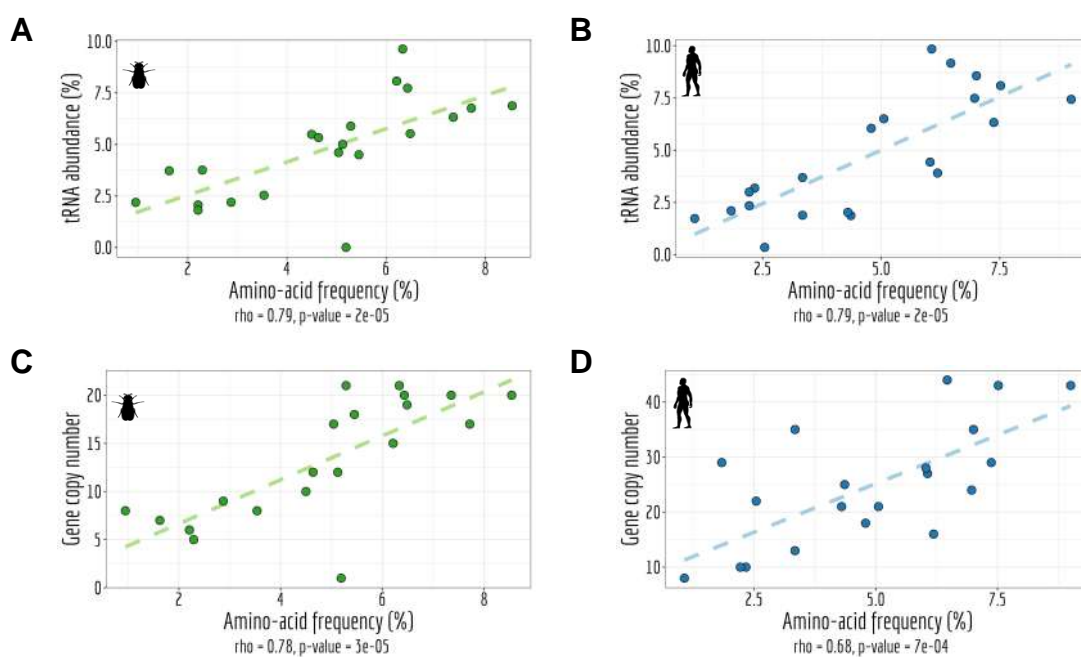 A
B
10.0
7.5
5.0
2.5
0.0
tRNA abundance (%)
2 4 6 8
Amino-acid frequency (%)
rho = 0.79, p-value = 2e-05
10.0
7.5
5.0
2.5
0.0
tRNA abundance (%)
2.5 5.0 7.5
Amino-acid frequency (%)
rho = 0.79, p-value = 2e-05
C
D
20
15
10
5
0
Gene copy number
2 4 6 8
Amino-acid frequency (%)
rho = 0.78, p-value = 3e-05
40
30
20
10
Gene copy number
2.5 5.0 7.5
Amino-acid frequency (%)
rho = 0.68, p-value = 7e-04